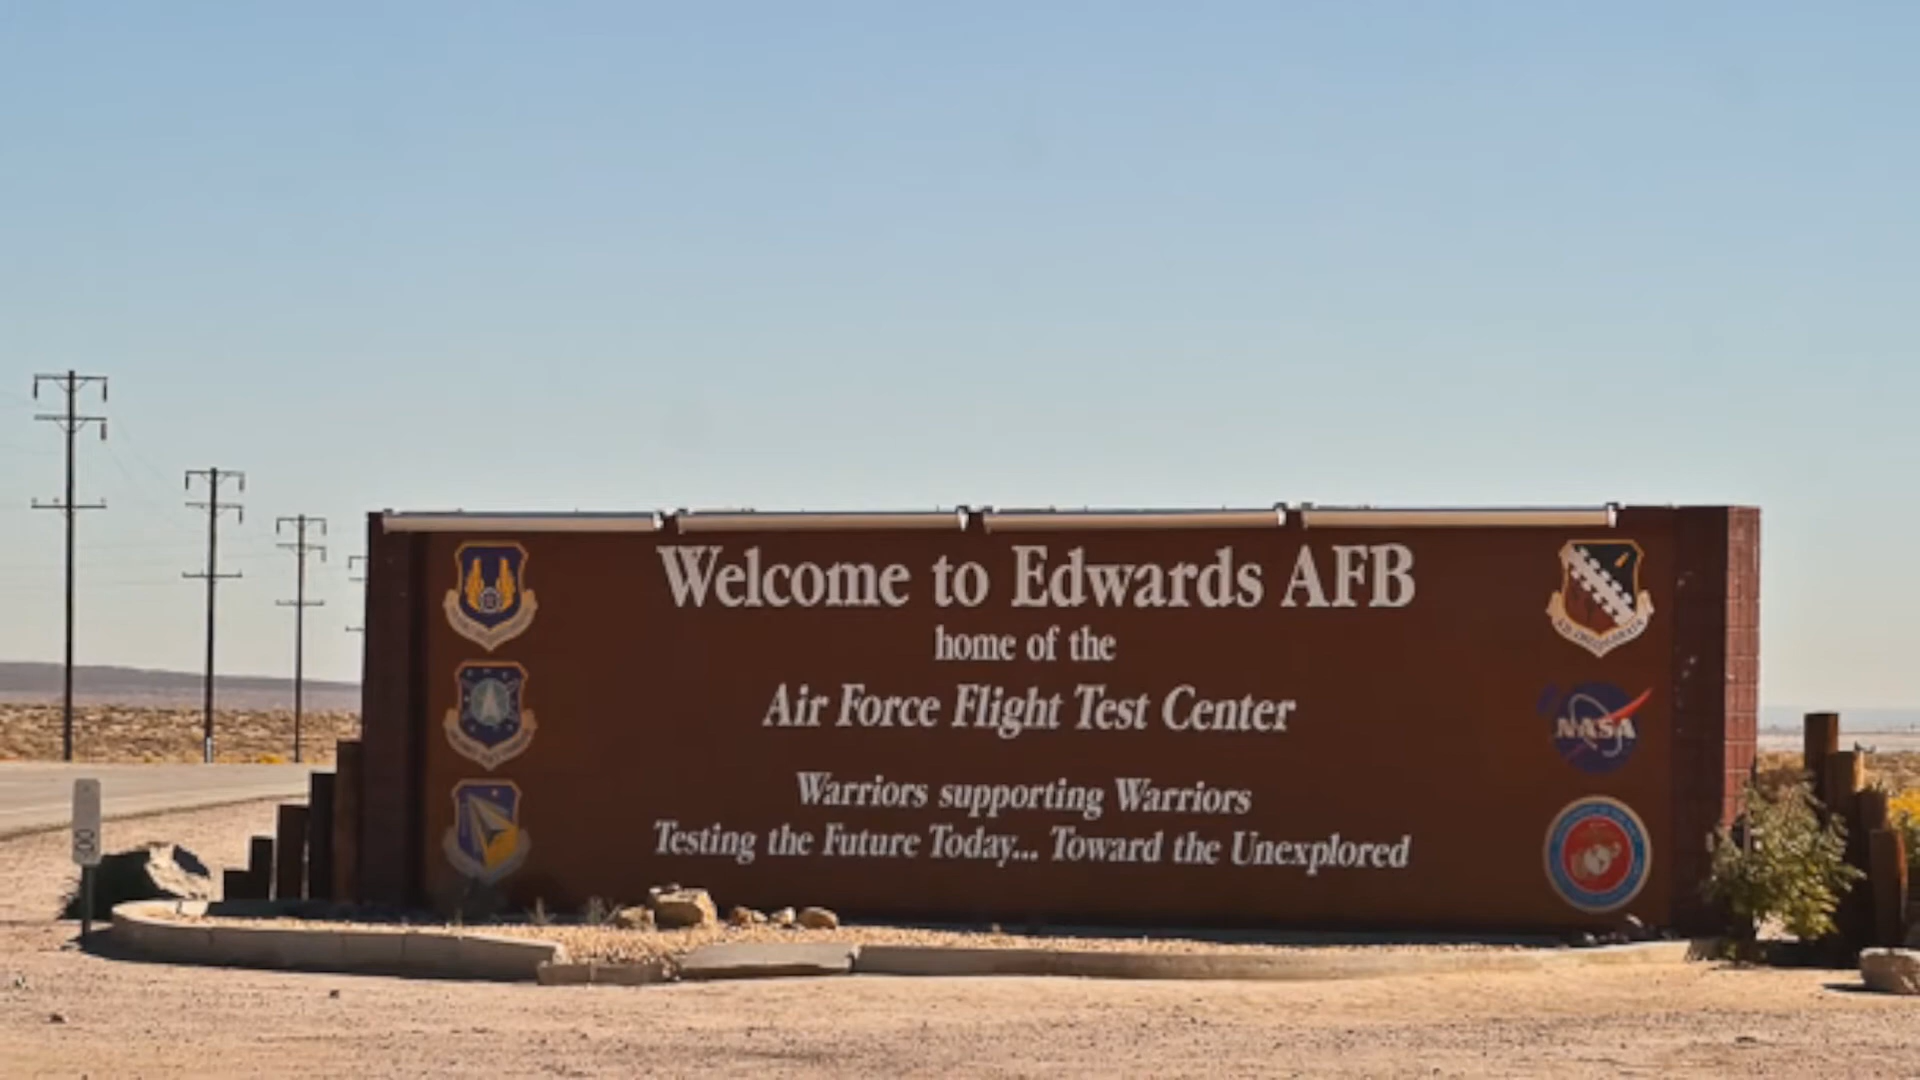 Welcome to Edwards AFB
home of the
Air Force Flight Test Center
Warriors supporting Warriors
Testing the Future Today... Toward the Unexplored
NASA